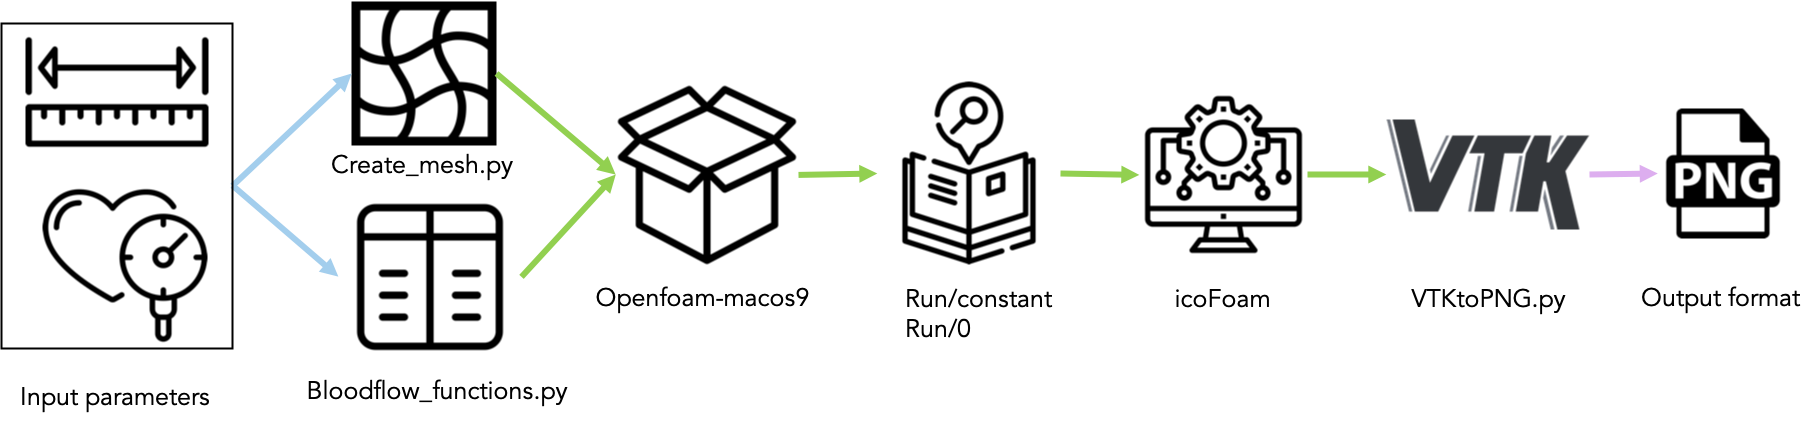 Input parameters
Create_mesh.py
Bloodflow_functions.py
Openfoam-macos9
Run/constant
Run/0
icoFoam
VTK
VTKtoPNG.py
PNG
Output format